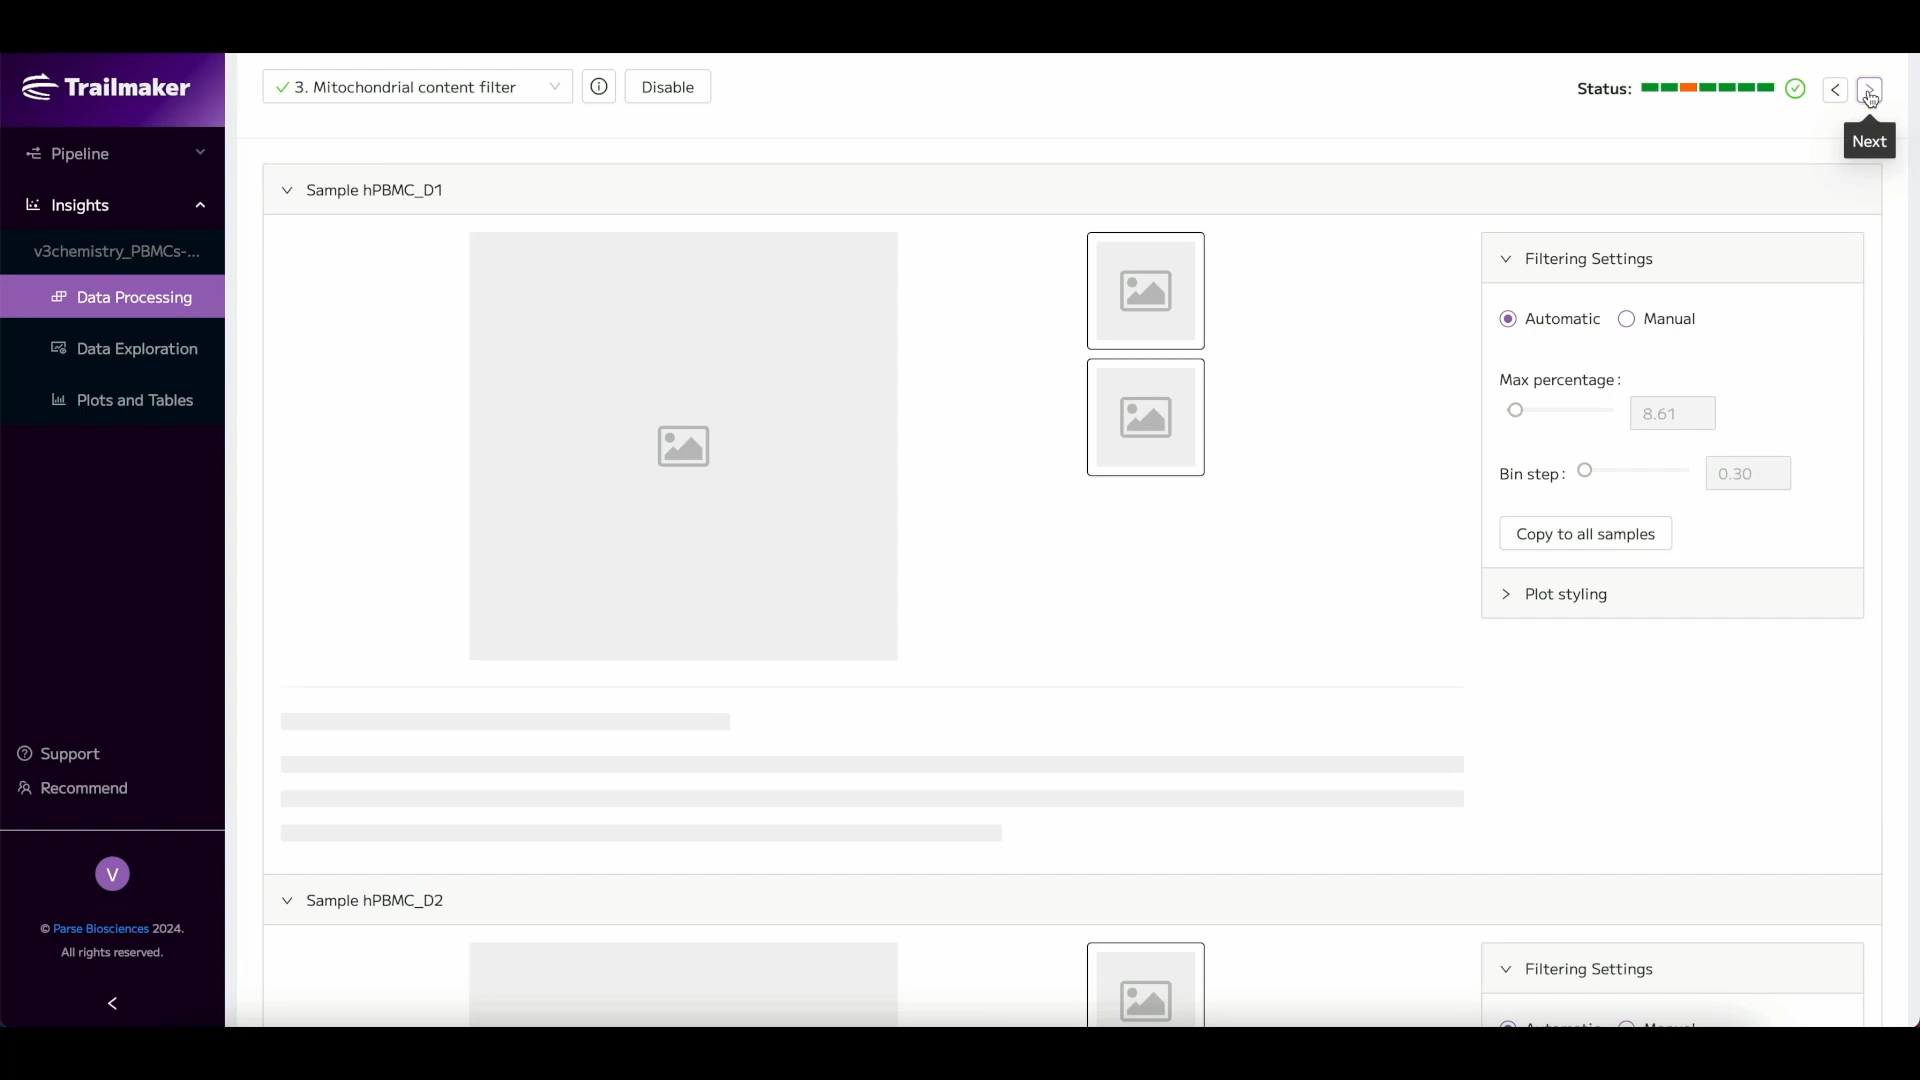 Trailmaker
3. Mitochondrial content filter
Disable
Status:
Next
Pipeline
Insights
v3chemistry_PBMCs-...
Data Processing
Data Exploration
Plots and Tables
Support
Recommend
V
© Parse Biosciences 2024.
All rights reserved.
Sample hPBMC_D1
Filtering Settings
Automatic Manual
Max percentage:
8.61
Bin step: 0.30
Copy to all samples
Plot styling
Sample hPBMC_D2
Filtering Settings
Automatic Manual